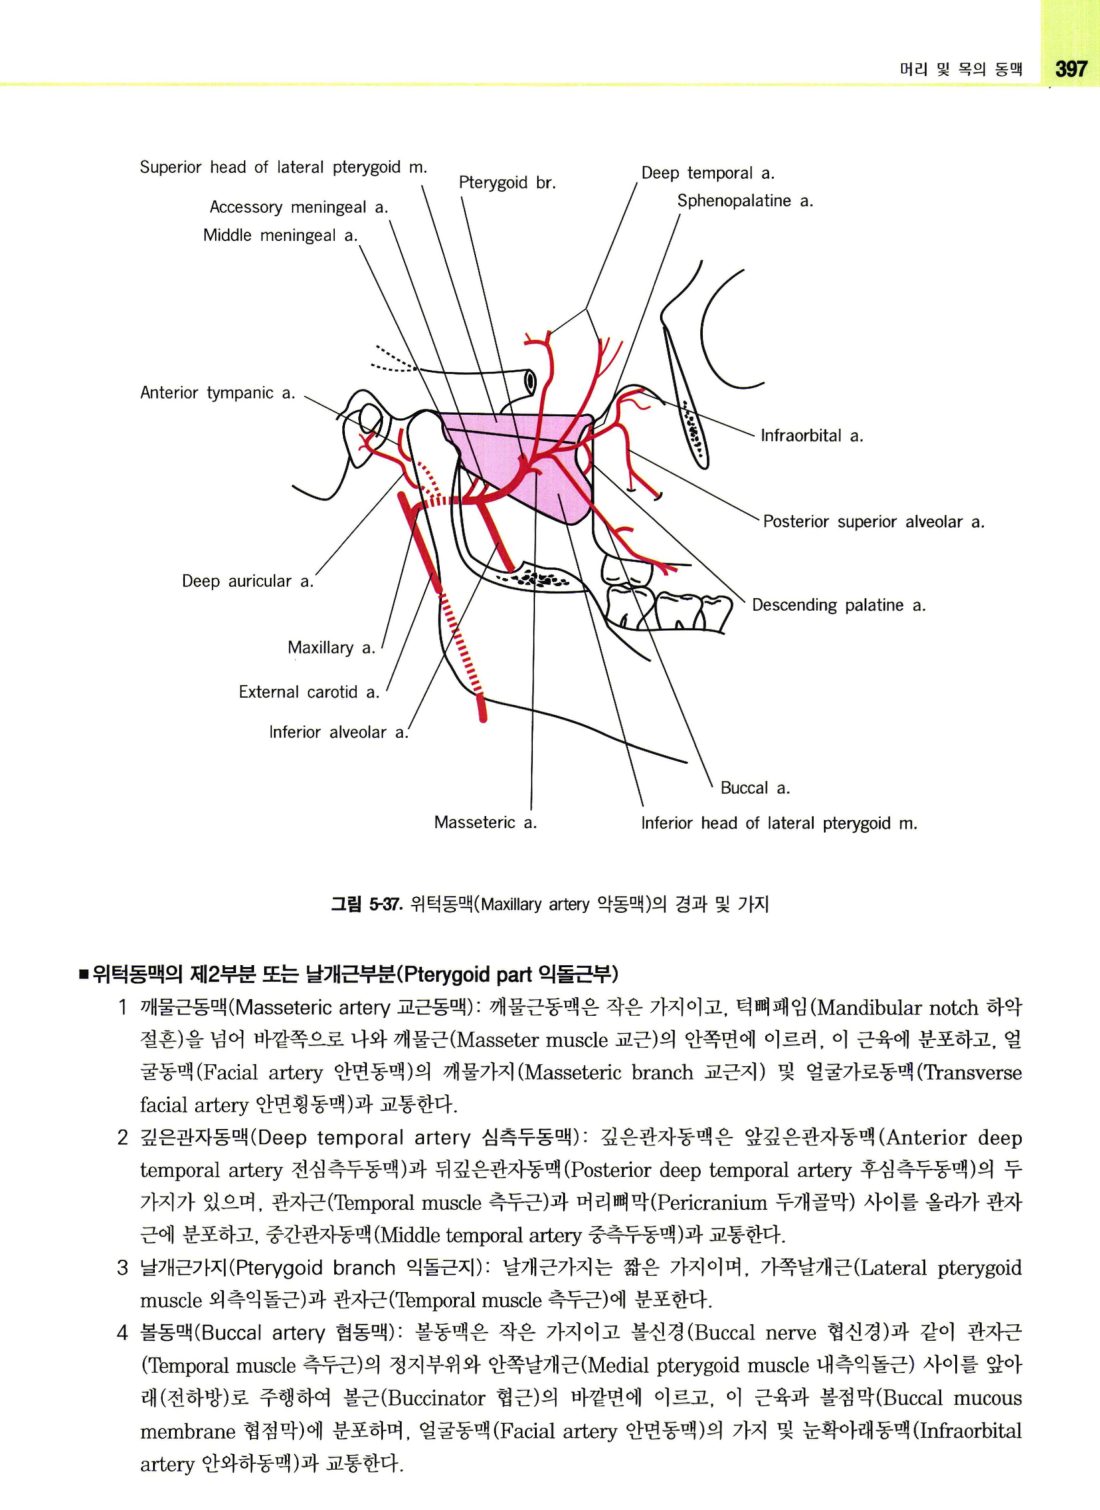 머리 및 목의 동맥 397
Superior head of lateral pterygoid m.
Pterygoid br.
Deep temporal a.
Sphenopalatine a.
Accessory meningeal a.
Middle meningeal a.
Anterior tympanic a.
Infraorbital a.
Posterior superior alveolar a.
Deep auricular a.
Descending palatine a.
Maxillary a.
External carotid a.
Inferior alveolar a.
Buccal a.
Masseteric a.
Inferior head of lateral pterygoid m.
그림 5-37. 위턱동맥(Maxillary artery 악동맥)의 경과 및 가지
■ 위턱동맥의 제2부분 또는 날개근부분(Pterygoid part 익돌근부)
1 깨물근동맥(Masseteric artery 교근동맥): 깨물근동맥은 작은 가지이고, 턱뼈패임(Mandibular notch 하악
절흔)을 넘어 바깥쪽으로 나와 깨물근(Masseter muscle 교근)의 안쪽면에 이르러, 이 근육에 분포하고, 얼
굴동맥(Facial artery 안면동맥)의 깨물가지(Masseteric branch 교근지) 및 얼굴가로동맥(Transverse
facial artery 안면횡동맥)과 교통한다.
2 깊은관자동맥(Deep temporal artery 심측두동맥): 깊은관자동맥은 앞깊은관자동맥(Anterior deep
temporal artery 전심측두동맥)과 뒤깊은관자동맥(Posterior deep temporal artery 후심측두동맥)의 두
가지가 있으며, 관자근(Temporal muscle 측두근)과 머리뼈막(Pericranium 두개골막) 사이를 올라가 관자
근에 분포하고, 중간관자동맥(Middle temporal artery 중측두동맥)과 교통한다.
3 날개근가지(Pterygoid branch 익돌근지): 날개근가지는 짧은 가지이며, 가쪽날개근(Lateral pterygoid
muscle 외측익돌근)과 관자근(Temporal muscle 측두근)에 분포한다.
4 볼동맥(Buccal artery 협동맥): 볼동맥은 작은 가지이고 볼신경(Buccal nerve 협신경)과 같이 관자근
(Temporal muscle 측두근)의 정지부위와 안쪽날개근(Medial pterygoid muscle 내측익돌근) 사이를 앞아
래(전하방)로 주행하여 볼근(Buccinator 협근)의 바깥면에 이르고, 이 근육과 볼점막(Buccal mucous
membrane 협점막)에 분포하며, 얼굴동맥(Facial artery 안면동맥)의 가지 및 눈확아래동맥(Infraorbital
artery 안와하동맥)과 교통한다.